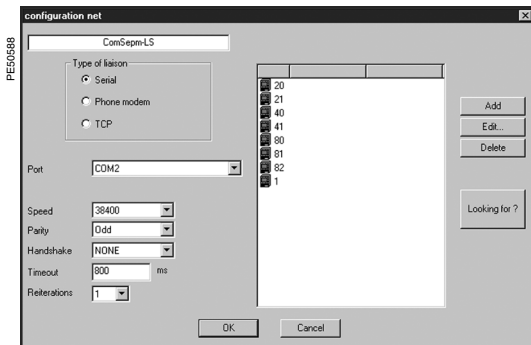 configuration net
PE50588
ComSepm-LS
Type of liaison
Serial
Phone modem
TCP
Port
COM2
Speed
38400
Parity
Odd
Handshake
NONE
Timeout
800
ms
Reiterations
1
20
21
40
41
80
81
82
1
Add
Edit...
Delete
Looking for ?
OK
Cancel